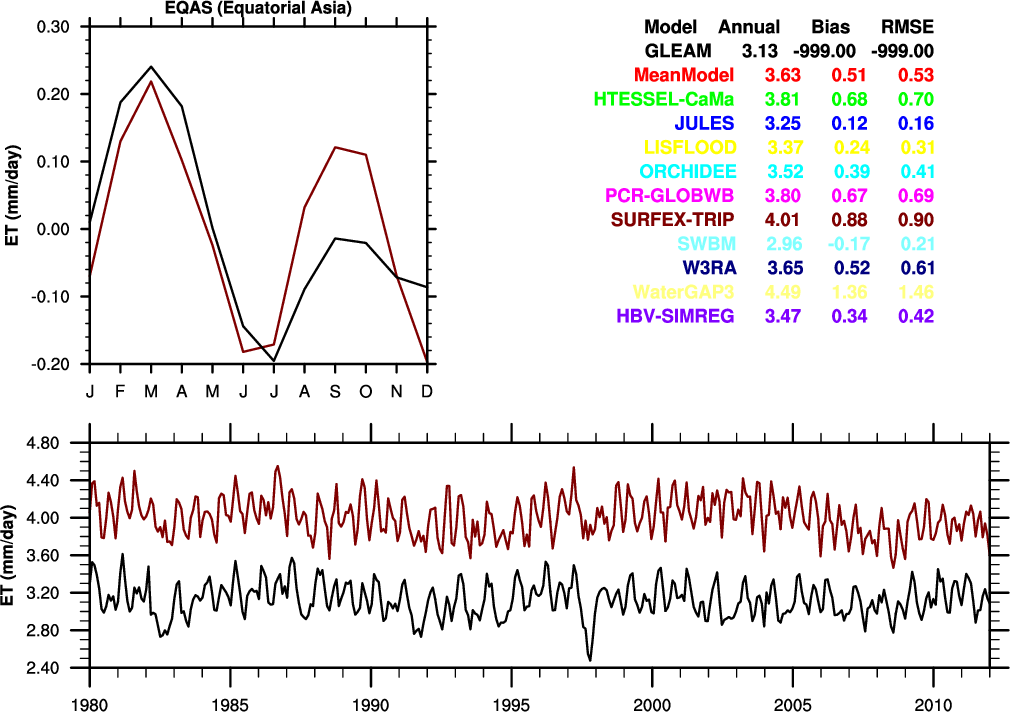 EQAS (Equatorial Asia)
0.30
0.20
0.10
0.00
-0.10
-0.20
ET (mm/day)
J F M A M J J A S O N D
Model Annual Bias RMSE
GLEAM 3.13 -999.00 -999.00
MeanModel 3.63 0.51 0.53
HTESSEL-CaMa 3.81 0.68 0.70
JULES 3.25 0.12 0.16
LISFLOOD 3.37 0.24 0.31
ORCHIDEE 3.52 0.39 0.41
PCR-GLOBWB 3.80 0.67 0.69
SURFEX-TRIP 4.01 0.88 0.90
SWBM 2.96 -0.17 0.21
W3RA 3.65 0.52 0.61
WaterGAP3 4.49 1.36 1.46
HBV-SIMREG 3.47 0.34 0.42
4.80
4.40
4.00
3.60
3.20
2.80
2.40
ET (mm/day)
1980 1985 1990 1995 2000 2005 2010